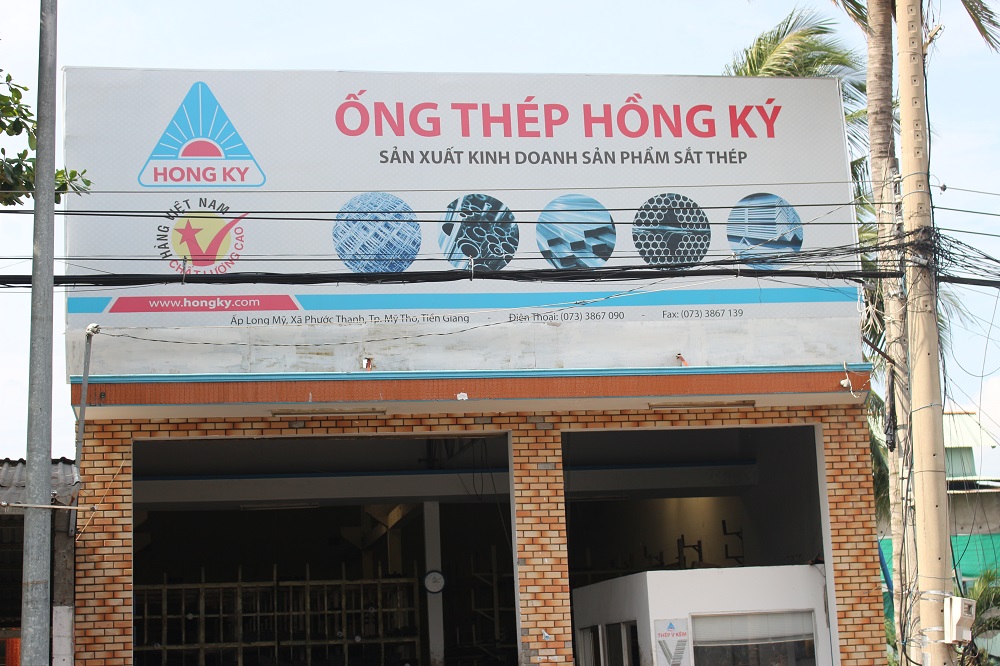 ỐNG THÉP HỒNG KÝ
SẢN XUẤT KINH DOANH SẢN PHẨM SẮT THÉP
HONG KY
HÀNG VIỆT NAM
CHẤT LƯỢNG CAO
www.hongky.com
Ấp Long Mỹ, Xã Phước Thạnh, Tp. Mỹ Tho, Tiền Giang Điện Thoại: (073) 3867 090 - Fax: (073) 3867 139